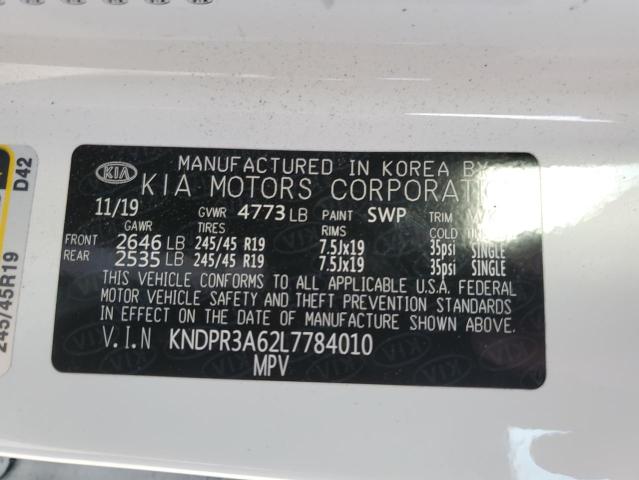 KIA MANUFACTURED IN KOREA BY
KIA MOTORS CORPORATION
11/19 GVWR 4773 LB PAINT SWP TRIM
GAWR TIRES RIMS COLD
FRONT 2646 LB 245/45 R19 7.5Jx19 35psi SINGLE
REAR 2535 LB 245/45 R19 7.5Jx19 35psi SINGLE
THIS VEHICLE CONFORMS TO ALL APPLICABLE U.S.A. FEDERAL
MOTOR VEHICLE SAFETY AND THEFT PREVENTION STANDARDS
IN EFFECT ON THE DATE OF MANUFACTURE SHOWN ABOVE.
V.I.N KNDPR3A62L7784010
MPV
245/45R19
D42